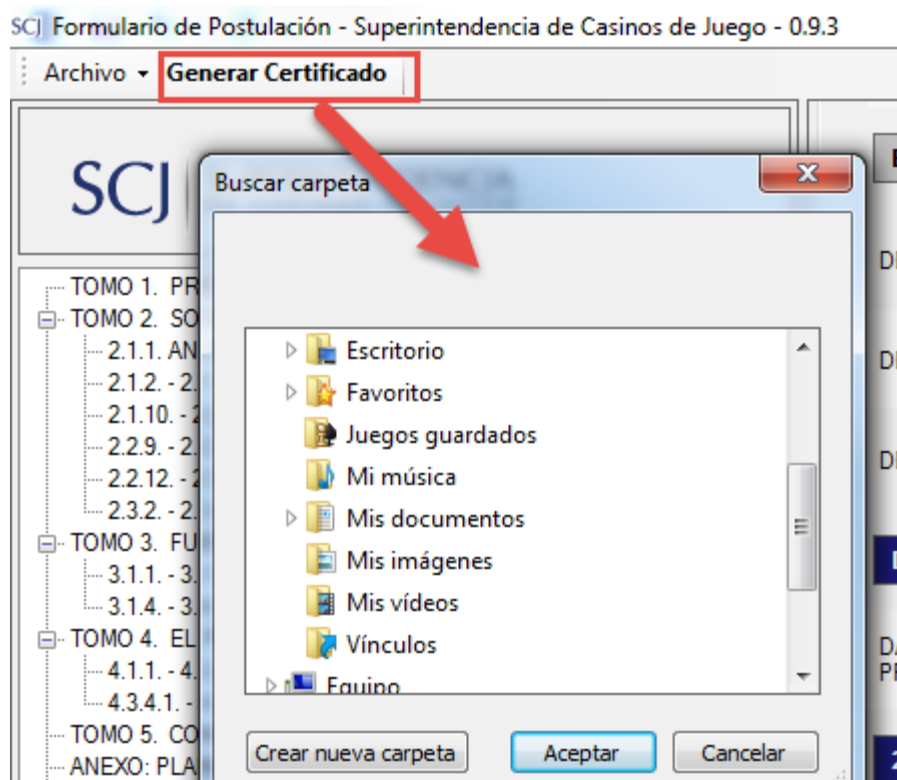 SCJ Formulario de Postulación - Superintendencia de Casinos de Juego - 0.9.3
Archivo Generar Certificado
SCJ
Buscar carpeta
TOMO 1. PR
TOMO 2. SO
2.1.1. AN
2.1.2. - 2.
2.1.10. - 2
2.2.9. - 2.
2.2.12. - 2
2.3.2. - 2.
TOMO 3. FU
3.1.1. - 3.
3.1.4. - 3.
TOMO 4. EL
4.1.1. - 4.
4.3.4.1. -
TOMO 5. CO
ANEXO: PLA
Escritorio
Favoritos
Juegos guardados
Mi música
Mis documentos
Mis imágenes
Mis vídeos
Vínculos
Equipo
Crear nueva carpeta
Aceptar
Cancelar